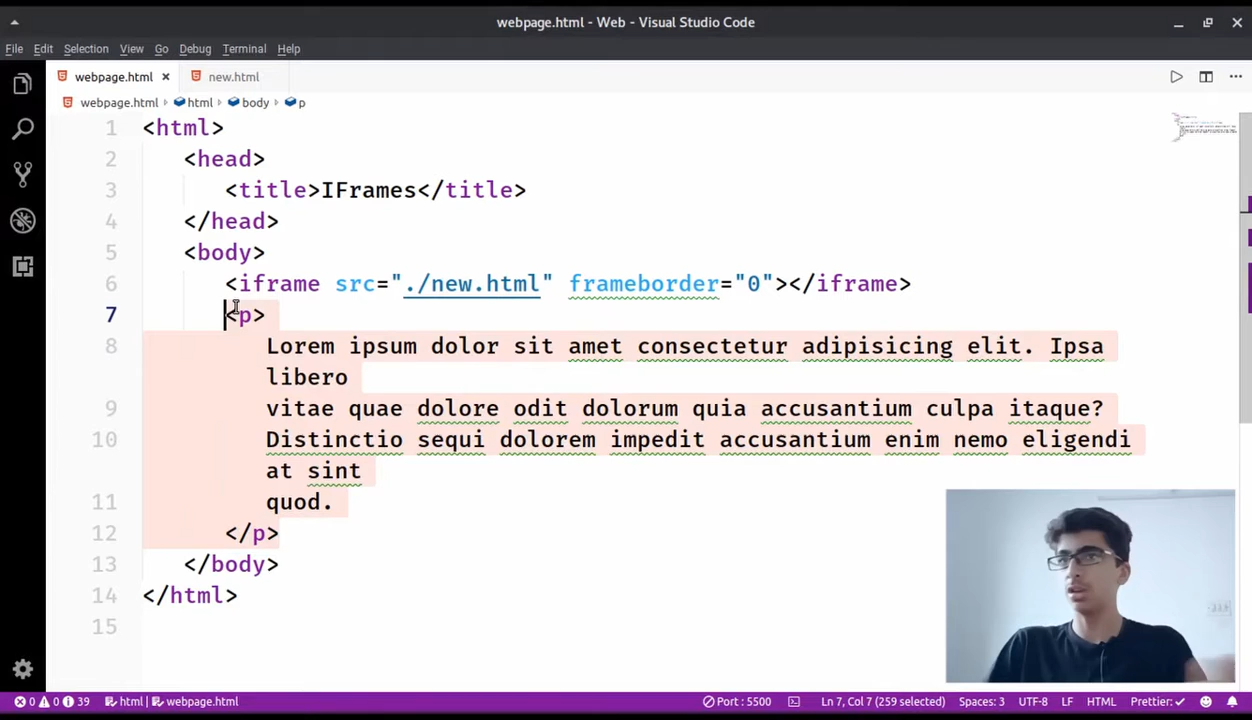 webpage.html - Web - Visual Studio Code
File Edit Selection View Go Debug Terminal Help
webpage.html new.html
webpage.html html body p
1 <html>
2 <head>
3 <title>IFrames</title>
4 </head>
5 <body>
6 <iframe src="./new.html" frameborder="0"></iframe>
7 <p>
8 Lorem ipsum dolor sit amet consectetur adipisicing elit. Ipsa
libero
9 vitae quae dolore odit dolorum quia accusantium culpa itaque?
10 Distinctio sequi dolorem impedit accusantium enim nemo eligendi
at sint
11 quod.
12 </p>
13 </body>
14 </html>
15
0 0 39 html | webpage.html Port : 5500 Ln 7, Col 7 (259 selected) Spaces: 3 UTF-8 LF HTML Prettier: